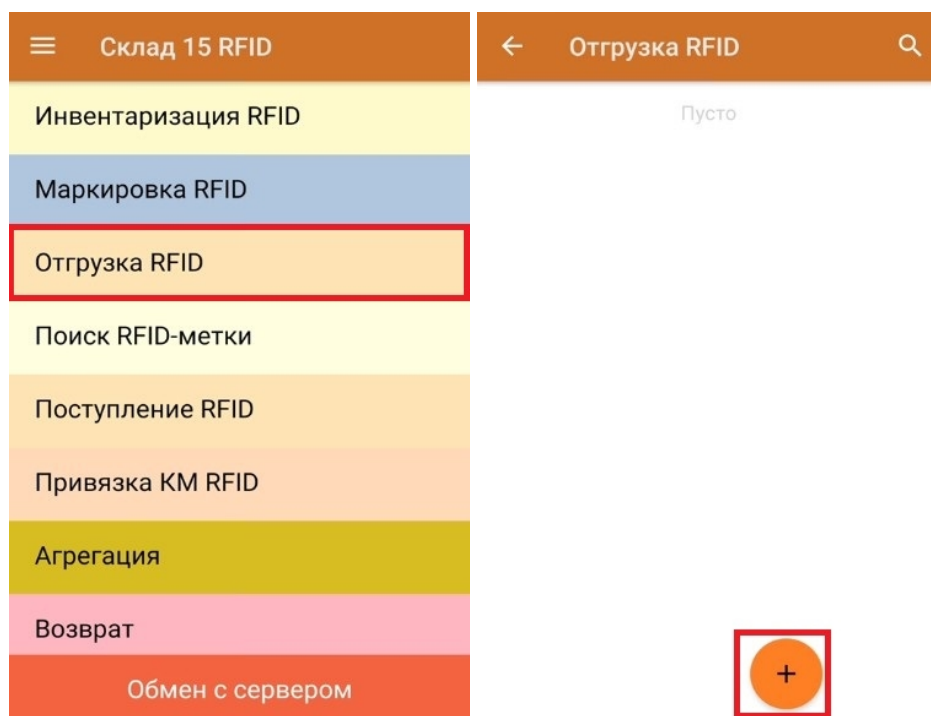 Склад 15 RFID
Инвентаризация RFID
Маркировка RFID
Отгрузка RFID
Поиск RFID-метки
Поступление RFID
Привязка КМ RFID
Агрегация
Возврат
Обмен с сервером
Отгрузка RFID
Пусто
+